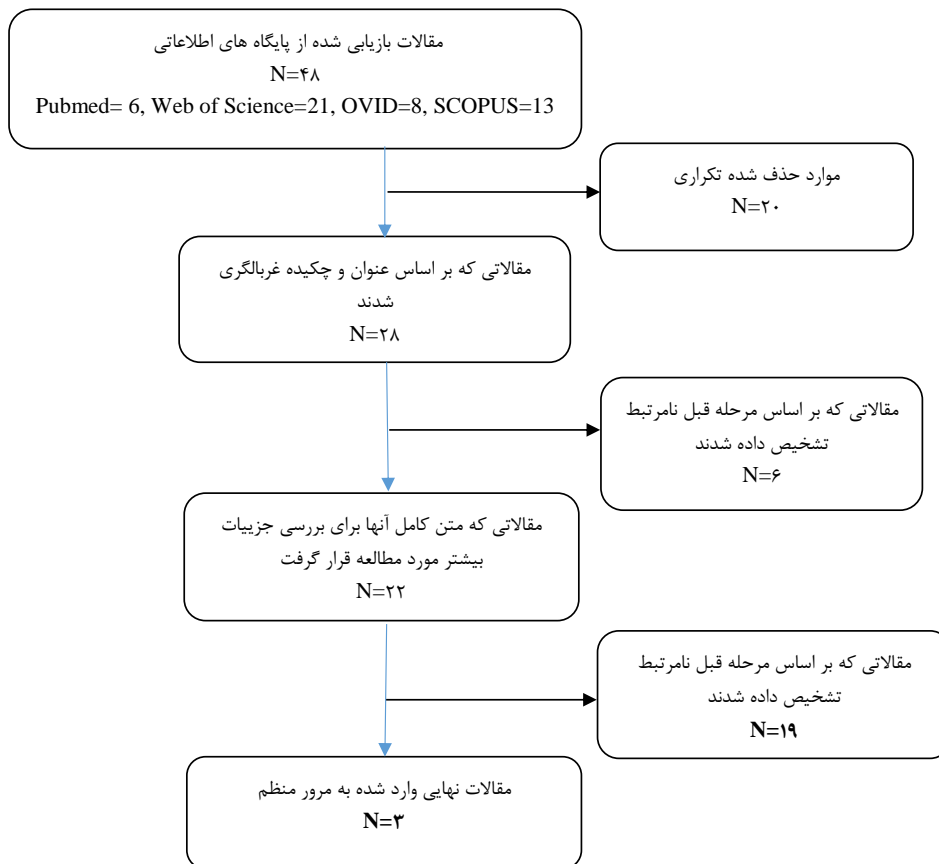 مقالات بازیابی شده از پایگاه های اطلاعاتی
N=۴۸
Pubmed= 6, Web of Science=21, OVID=8, SCOPUS=13
موارد حذف شده تکراری
N=۲۰
مقالاتی که بر اساس عنوان و چکیده غربالگری
شدند
N=۲۸
مقالاتی که بر اساس مرحله قبل نامرتبط
تشخیص داده شدند
N=۶
مقالاتی که متن کامل آنها برای بررسی جزییات
بیشتر مورد مطالعه قرار گرفت
N=۲۲
مقالاتی که بر اساس مرحله قبل نامرتبط
تشخیص داده شدند
N=۱۹
مقالات نهایی وارد شده به مرور منظم
N=۳